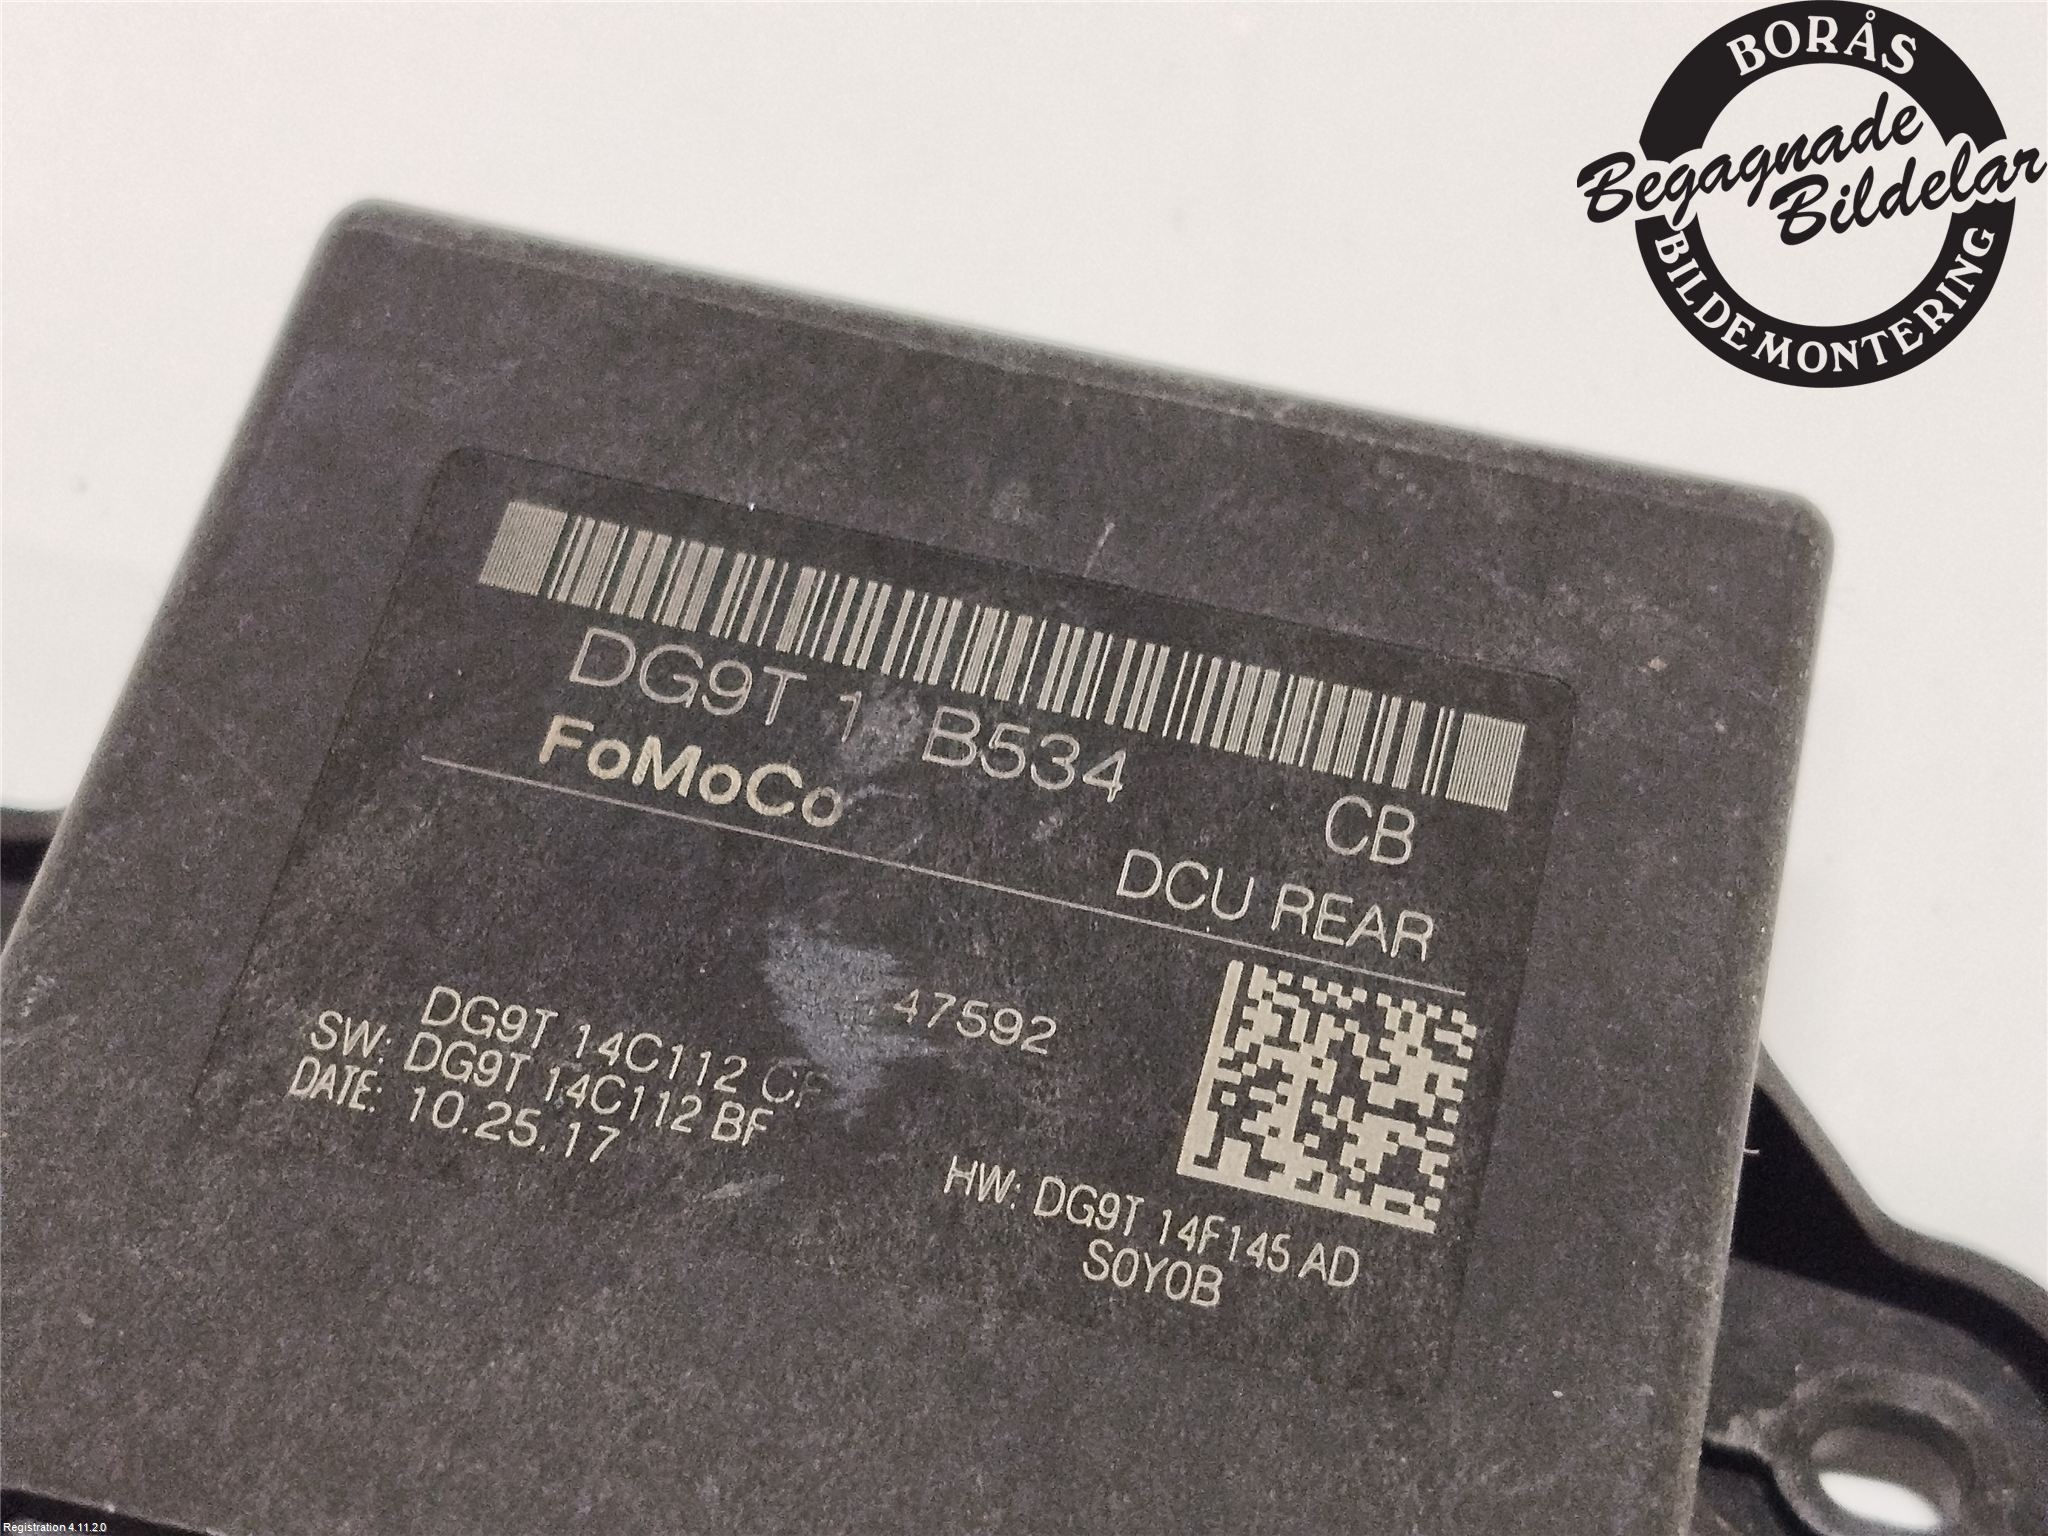 BORÅS
Begagnade
Bildelar
BILDEMONTERING
DG9T B534 CB
FoMoCo
DCU REAR
47592
DG9T 14C112
SW: DG9T 14C112 BF
DATE: 10.25.17
HW: DG9T 14F145 AD
S0Y0B
Registration 4.11.2.0